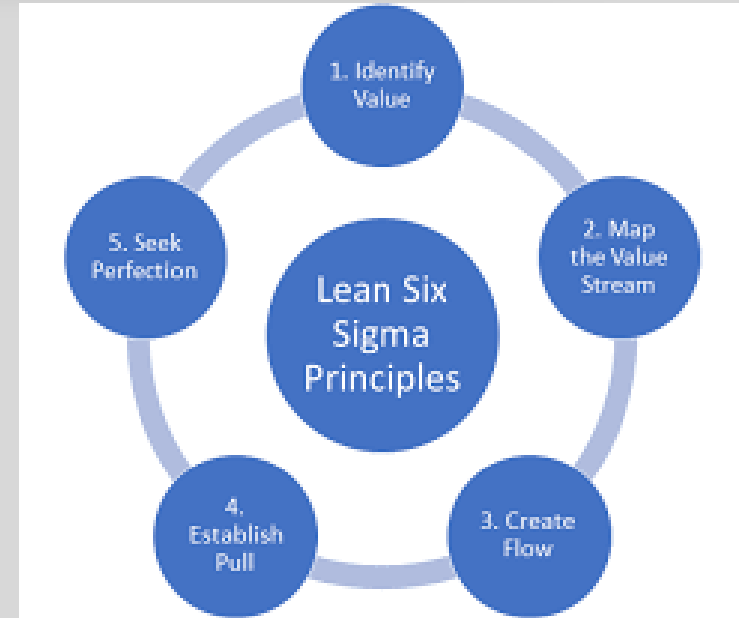 1. Identify
Value
2. Map
the Value
Stream
3. Create
Flow
4.
Establish
Pull
5. Seek
Perfection
Lean Six
Sigma
Principles